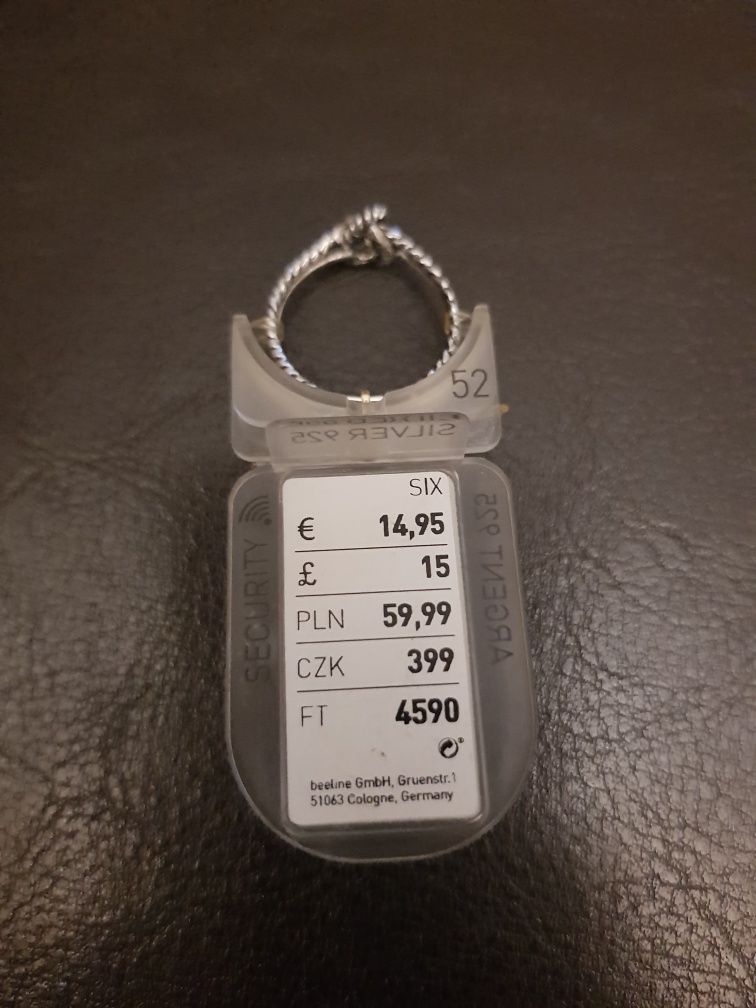 52
SILVER 925
SIX
€ 14,95
£ 15
PLN 59,99
CZK 399
FT 4590
beeline GmbH, Gruenstr.1
51063 Cologne, Germany
SECURITY
ARGENT 925